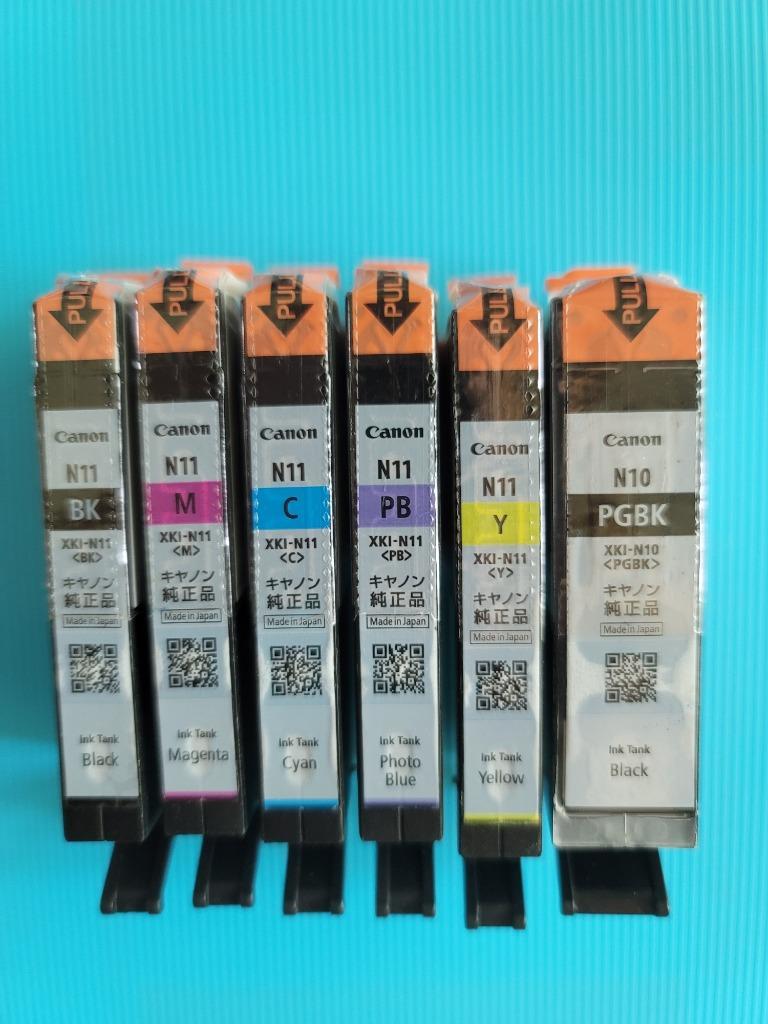 PULL
Canon
N11
BK
XKI-N11
<BK>
キヤノン
純正品
Made in Japan
Ink Tank
Black
PULL
Canon
N11
M
XKI-N11
<M>
キヤノン
純正品
Made in Japan
Ink Tank
Magenta
PULL
Canon
N11
C
XKI-N11
<C>
キヤノン
純正品
Made in Japan
Ink Tank
Cyan
PULL
Canon
N11
PB
XKI-N11
<PB>
キヤノン
純正品
Made in Japan
Ink Tank
Photo
Blue
PULL
Canon
N11
Y
XKI-N11
<Y>
キヤノン
純正品
Made in Japan
Ink Tank
Yellow
PULL
Canon
N10
PGBK
XKI-N10
<PGBK>
キヤノン
純正品
Made in Japan
Ink Tank
Black